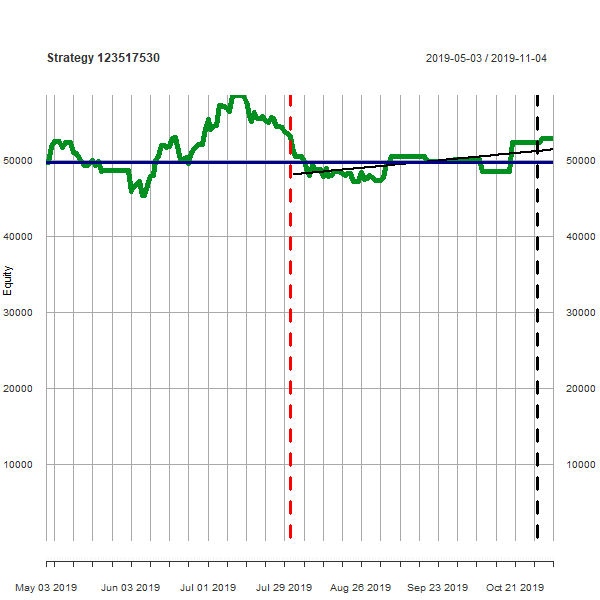 Strategy 123517530
2019-05-03 / 2019-11-04
50000 50000
40000 40000
Equity
30000 30000
20000 20000
10000 10000
May 03 2019 Jun 03 2019 Jul 01 2019 Jul 29 2019 Aug 26 2019 Sep 23 2019 Oct 21 2019